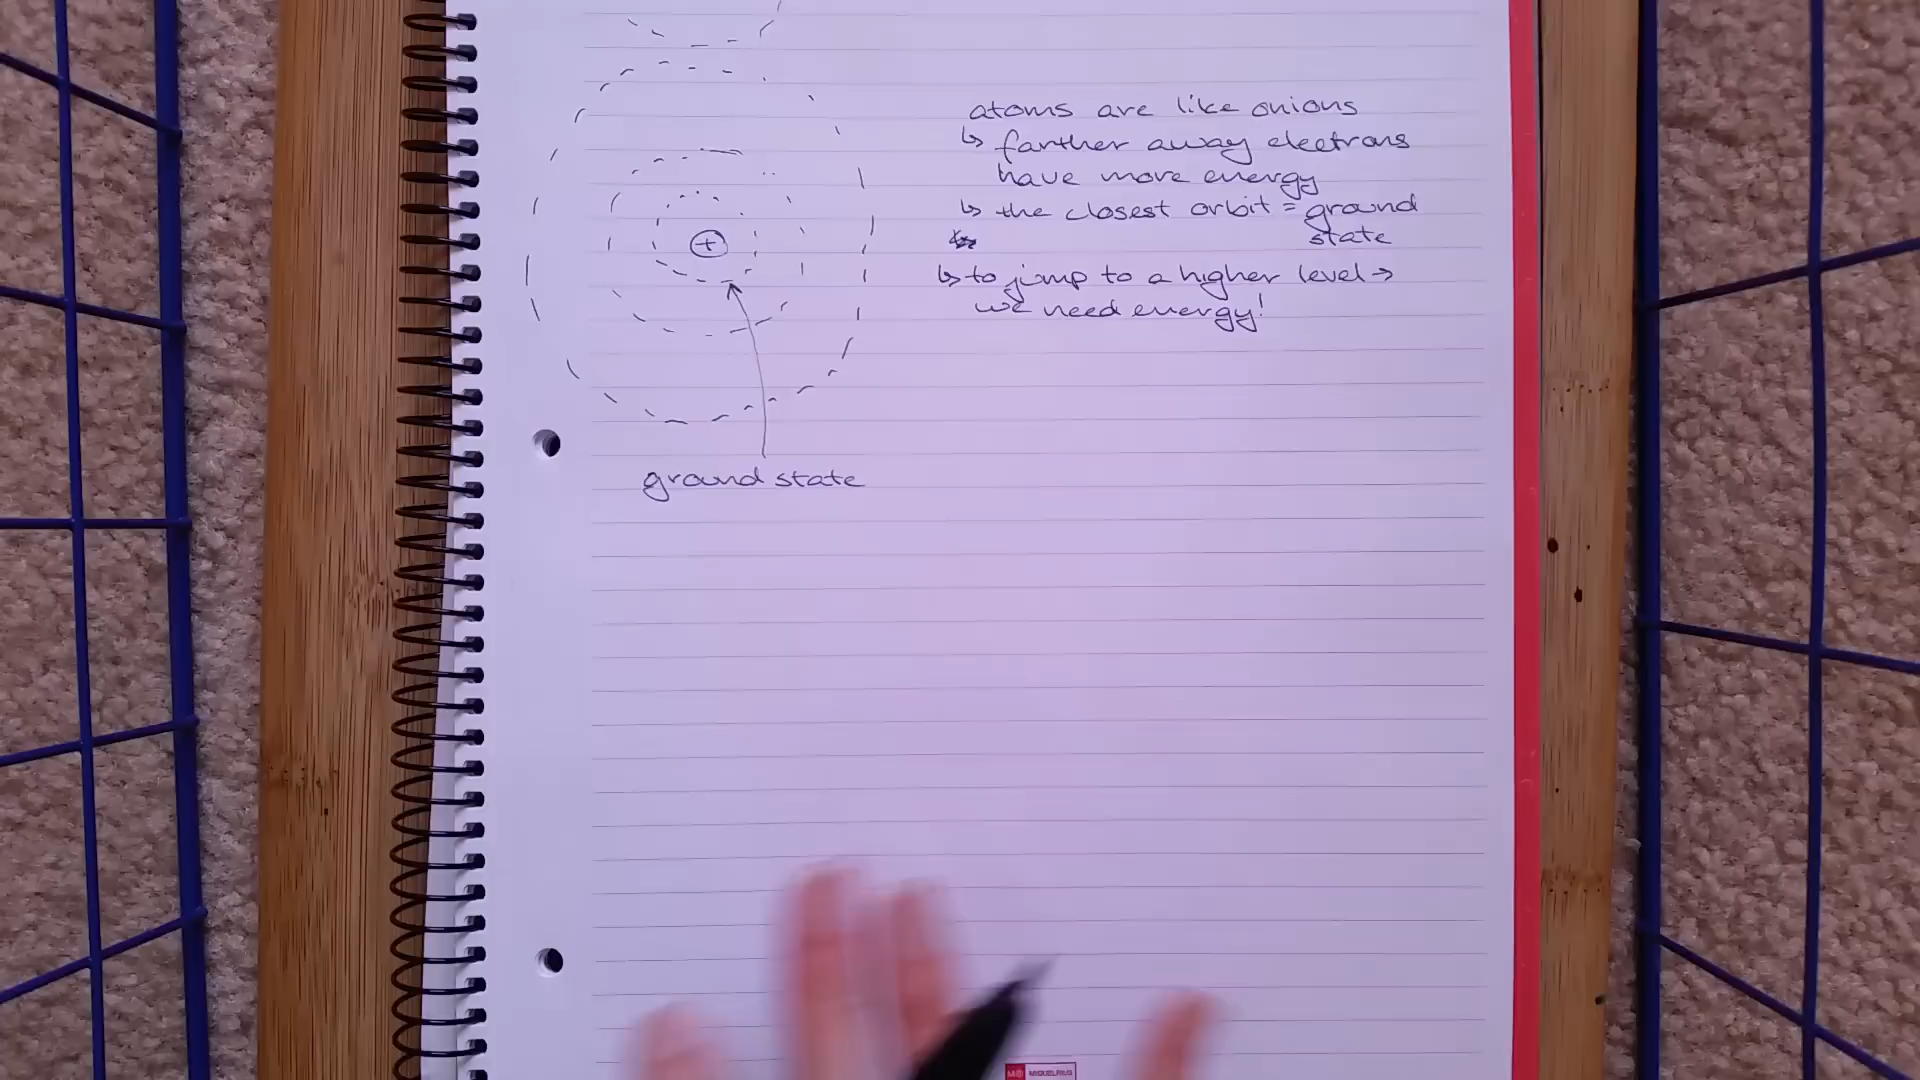 atoms are like onions
↳ farther away electrons
have more energy
↳ the closest orbit = ground
state
↳ to jump to a higher level →
we need energy!
+
ground state
MIQUELRIUS